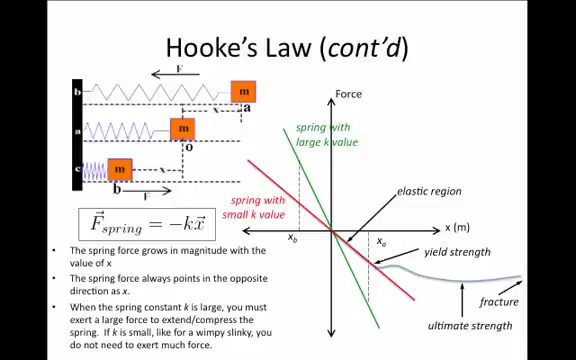 Hooke's Law (cont'd)
F
b
m
a
x
a
m
o
c
m
x
b
F
Force
spring with
large k value
spring with
small k value
elastic region
x (m)
x_b
x_a
yield strength
fracture
ultimate strength
F⃗_spring = −kx⃗
• The spring force grows in magnitude with the
value of x
• The spring force always points in the opposite
direction as x.
• When the spring constant k is large, you must
exert a large force to extend/compress the
spring. If k is small, like for a wimpy slinky, you
do not need to exert much force.